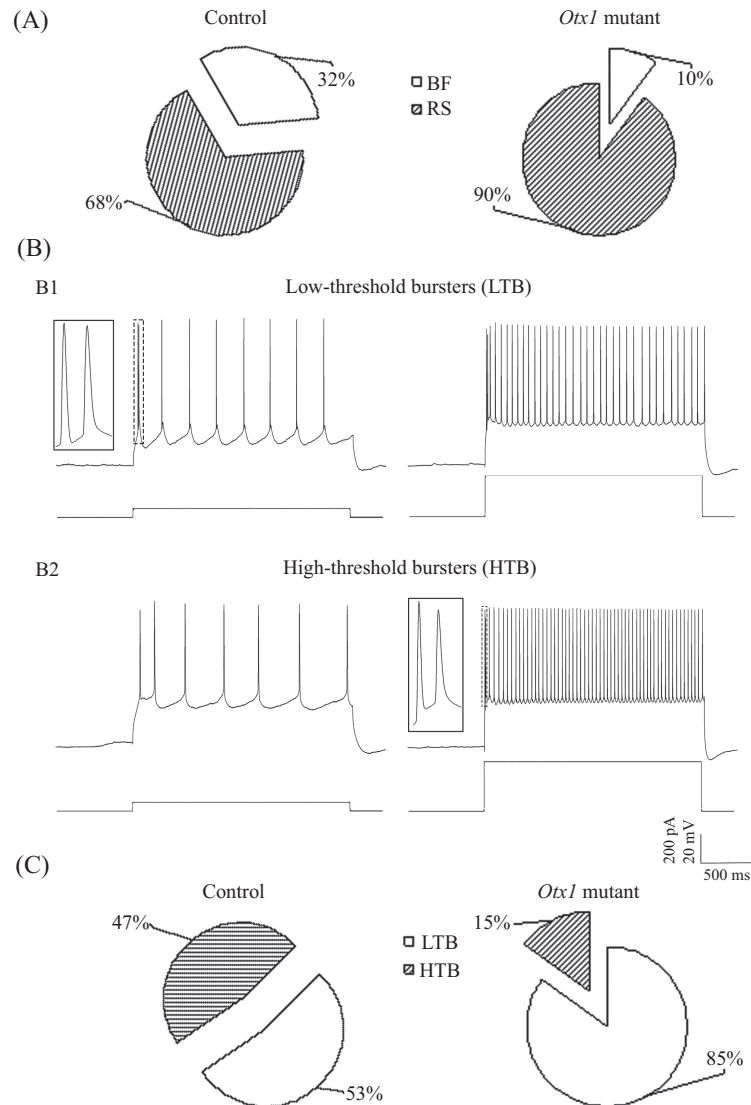 (A)
Control
Otx1 mutant
32%
BF
RS
10%
68%
90%
(B)
B1
Low-threshold bursters (LTB)
B2
High-threshold bursters (HTB)
200 pA
20 mV
500 ms
(C)
Control
Otx1 mutant
47%
LTB
HTB
15%
53%
85%